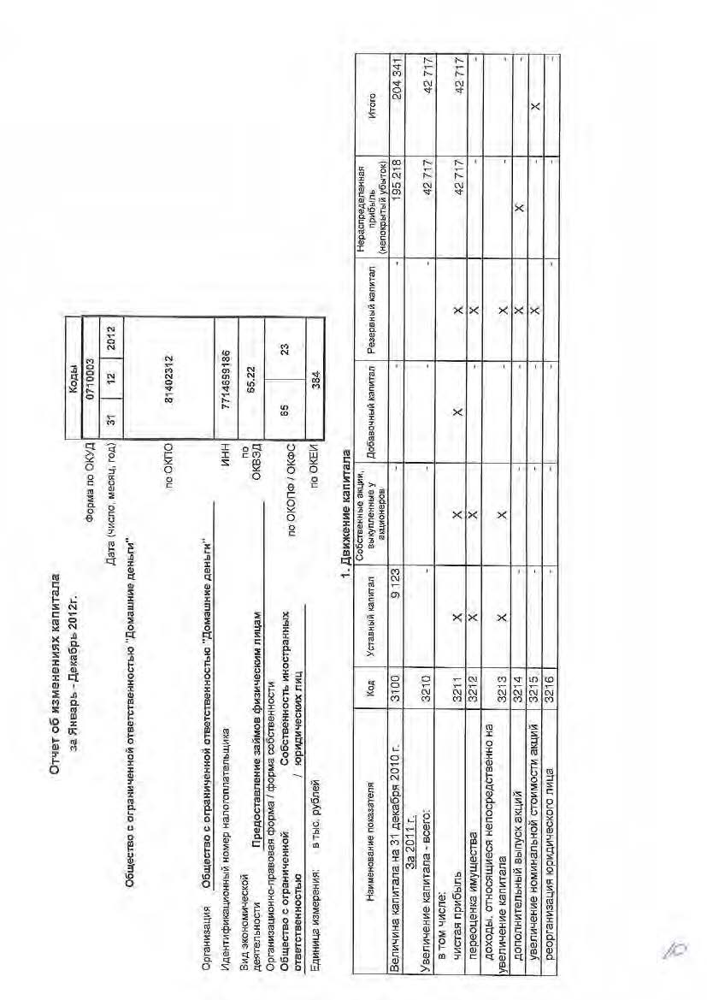 Отчет об изменениях капитала
за Январь - Декабрь 2012г.
Коды
Форма по ОКУД 0710003
Дата (число, месяц, год) 31 12 2012
Общество с ограниченной ответственностью "Домашние деньги"
по ОКПО 81402312
Организация Общество с ограниченной ответственностью "Домашние деньги"
Идентификационный номер налогоплательщика ИНН 7714699186
Вид экономической деятельности Предоставление займов физическим лицам по ОКВЭД 65.22
Организационно-правовая форма / форма собственности
Общество с ограниченной ответственностью / Собственность иностранных юридических лиц по ОКОПФ / ОКФС 65 23
Единица измерения: в тыс. рублей по ОКЕИ 384
1. Движение капитала
Наименование показателя Код Уставный капитал Собственные акции, выкупленные у акционеров Добавочный капитал Резервный капитал Нераспределенная прибыль (непокрытый убыток) Итого
Величина капитала на 31 декабря 2010 г. 3100 9 123 - - - 195 218 204 341
За 2011 г.
Увеличение капитала - всего: 3210 - - - - 42 717 42 717
в том числе:
чистая прибыль 3211 X X X X 42 717 42 717
переоценка имущества 3212 X X - X - -
доходы, относящиеся непосредственно на
увеличение капитала 3213 X X - X - -
дополнительный выпуск акций 3214 - - - X X -
увеличение номинальной стоимости акций 3215 - - - X - X
реорганизация юридического лица 3216 - - - - - -
10